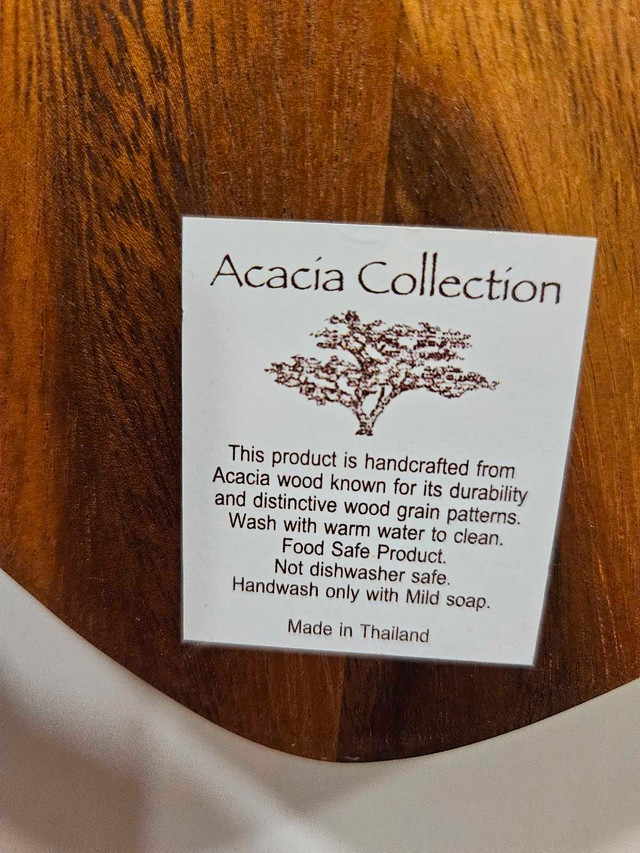 Acacia Collection
This product is handcrafted from
Acacia wood known for its durability
and distinctive wood grain patterns.
Wash with warm water to clean.
Food Safe Product.
Not dishwasher safe.
Handwash only with Mild soap.
Made in Thailand